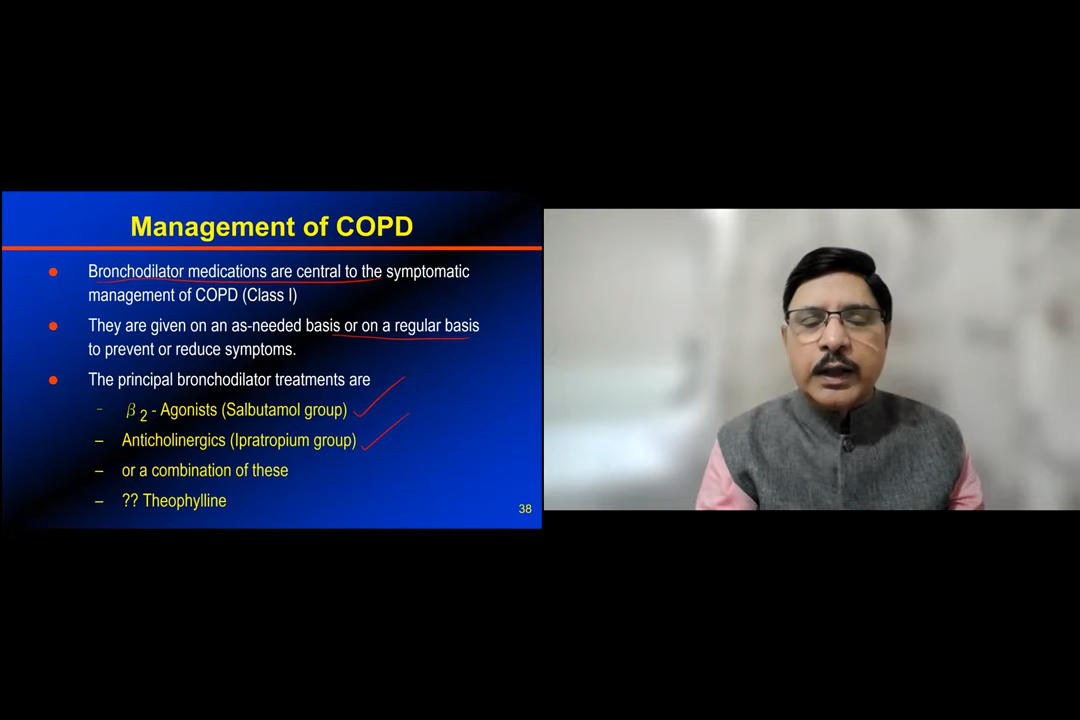 Management of COPD
● Bronchodilator medications are central to the symptomatic
management of COPD (Class I)
● They are given on an as-needed basis or on a regular basis
to prevent or reduce symptoms.
● The principal bronchodilator treatments are
– β2 - Agonists (Salbutamol group)
– Anticholinergics (Ipratropium group)
– or a combination of these
– ?? Theophylline
38